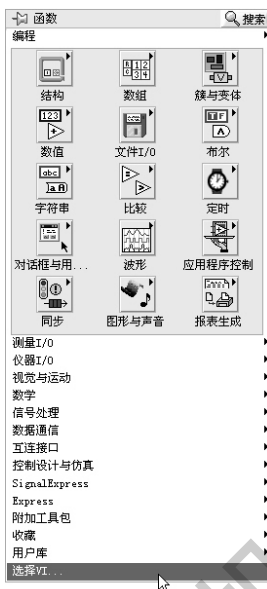 函数
搜索
编程
结构
数组
簇与变体
数值
文件I/O
布尔
字符串
比较
定时
对话框与用...
波形
应用程序控制
同步
图形与声音
报表生成
测量I/O
仪器I/O
视觉与运动
数学
信号处理
数据通信
互连接口
控制设计与仿真
SignalExpress
Express
附加工具包
收藏
用户库
选择VI...